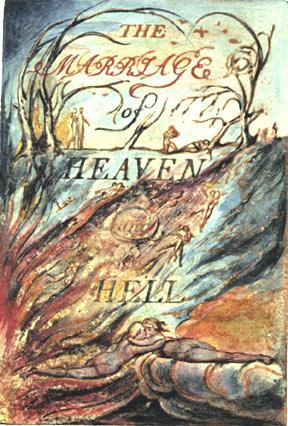 THE
MARRIAGE
of
HEAVEN
and
HELL